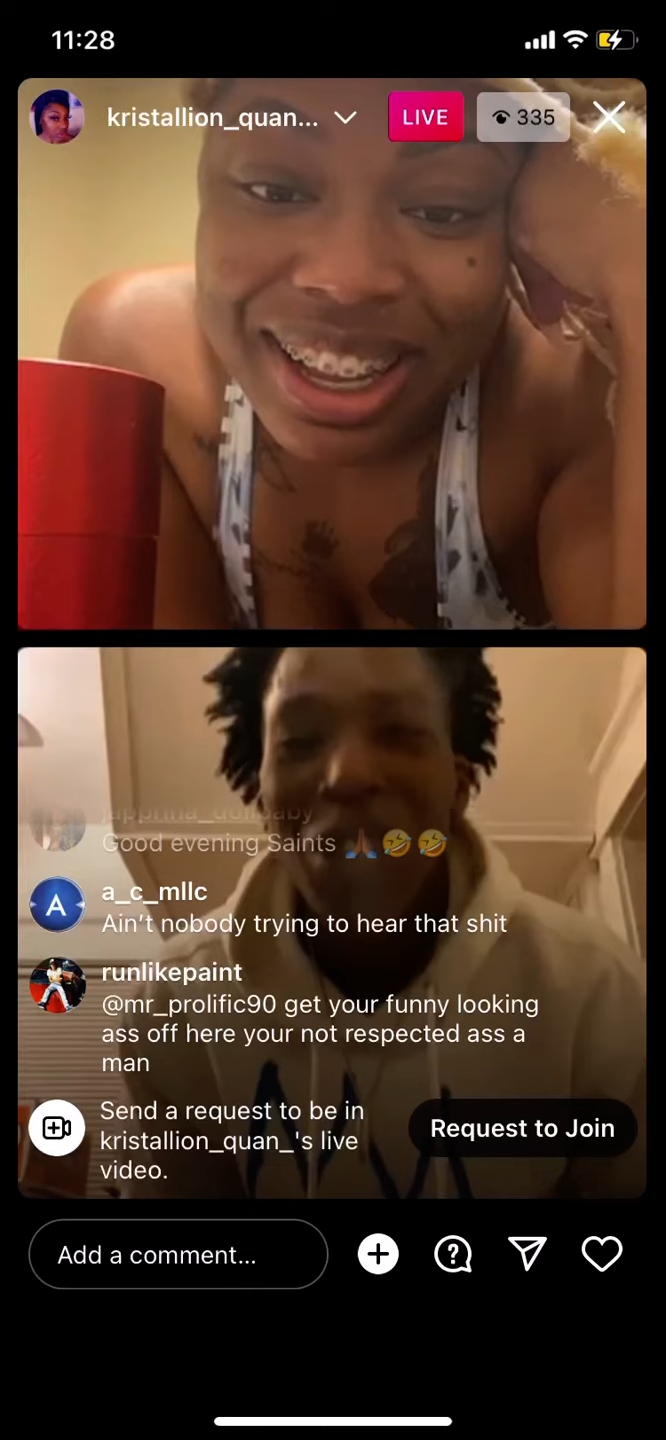 11:28
kristallion_quan...
LIVE
335
Good evening Saints 🙏🏾🤣🤣
A
a_c_mllc
Ain't nobody trying to hear that shit
runlikepaint
@mr_prolific90 get your funny looking
ass off here your not respected ass a
man
Send a request to be in
kristallion_quan_'s live
video.
Request to Join
Add a comment...